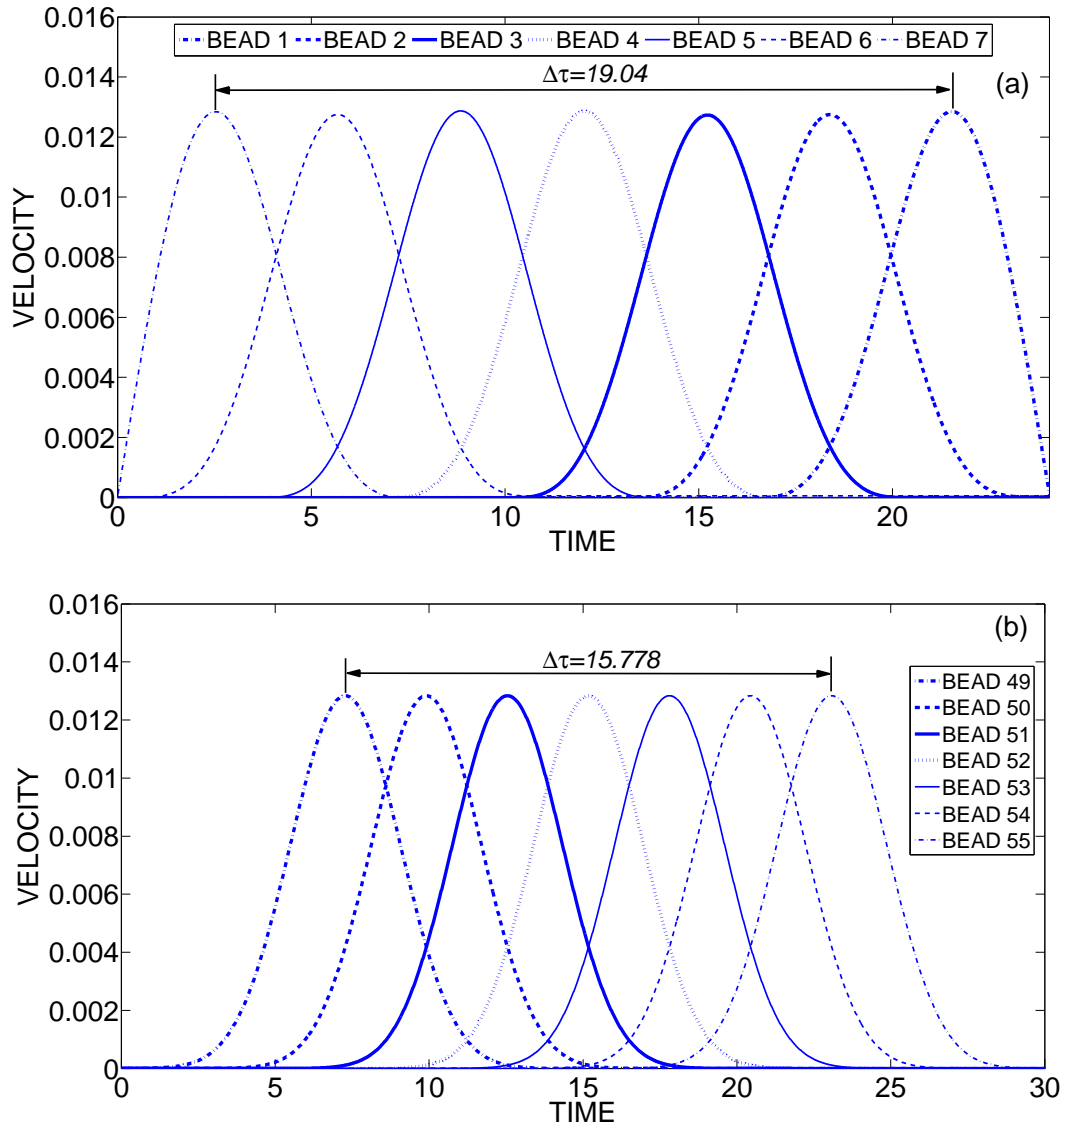 0.016
0.014
0.012
0.01
0.008
0.006
0.004
0.002
0
VELOCITY
BEAD 1 BEAD 2 BEAD 3 BEAD 4 BEAD 5 BEAD 6 BEAD 7
Δτ=19.04
(a)
0 5 10 15 20
TIME
0.016
0.014
0.012
0.01
0.008
0.006
0.004
0.002
0
VELOCITY
(b)
Δτ=15.778
BEAD 49
BEAD 50
BEAD 51
BEAD 52
BEAD 53
BEAD 54
BEAD 55
0 5 10 15 20 25 30
TIME